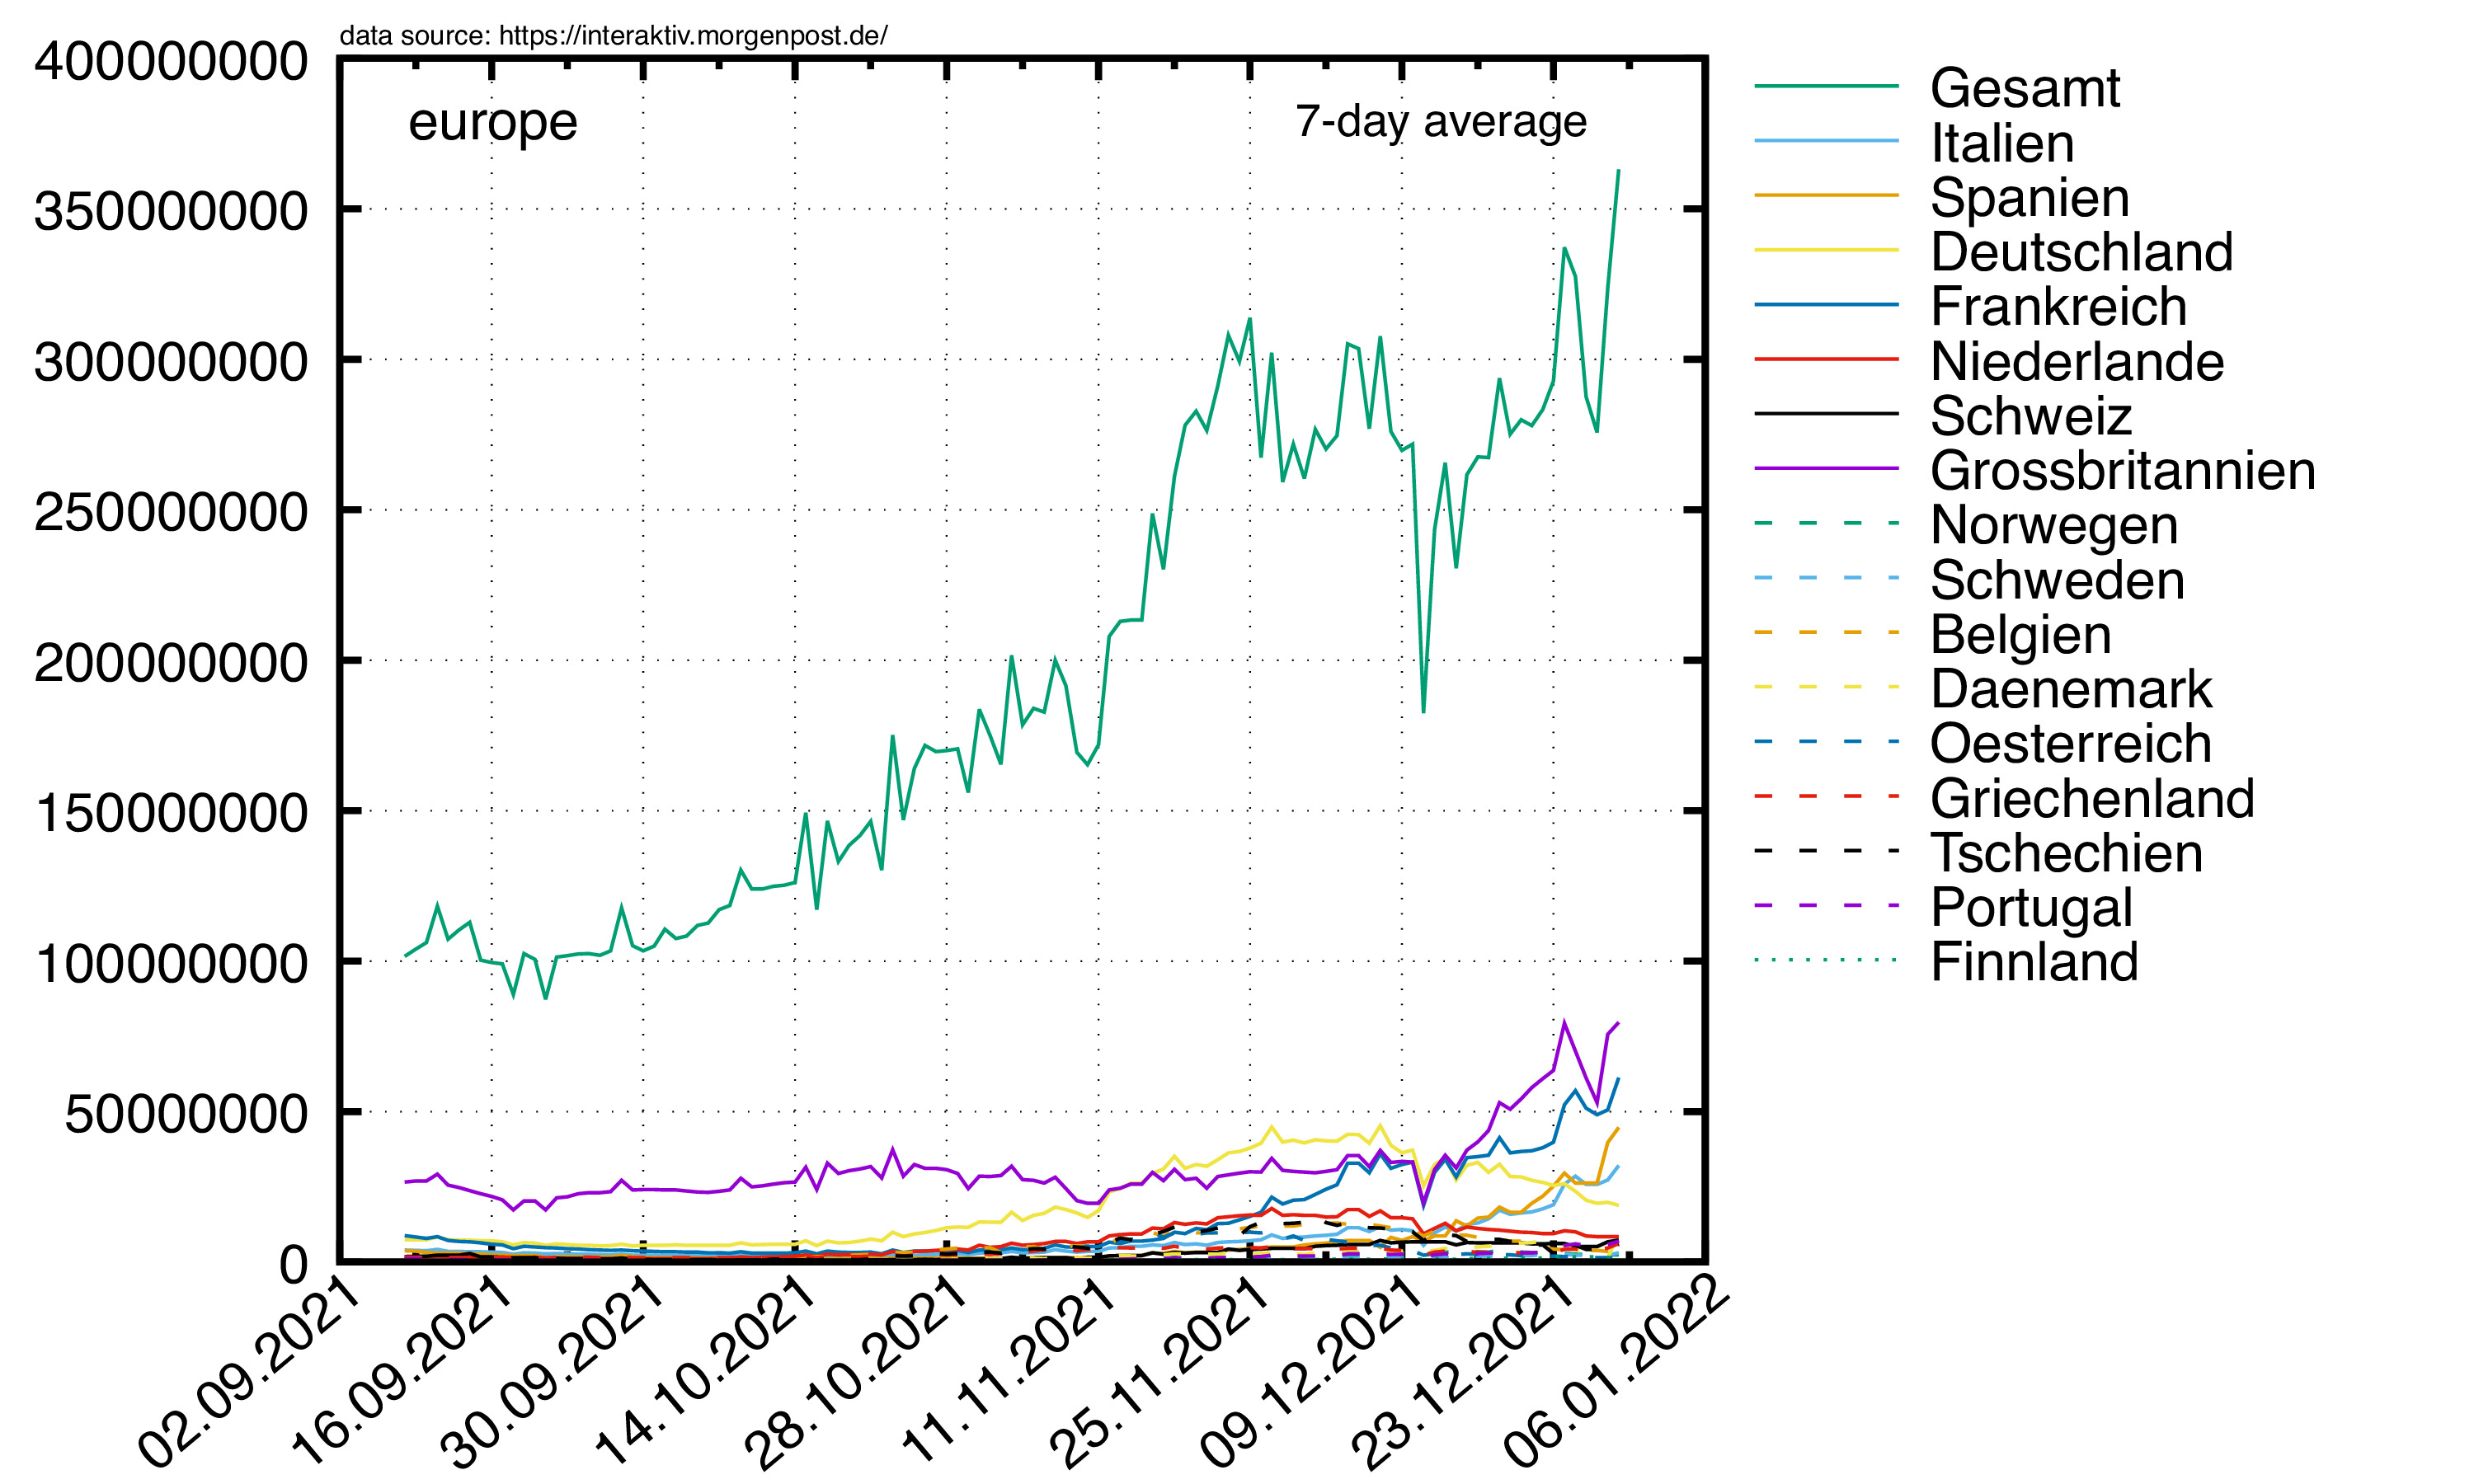 data source: https://interaktiv.morgenpost.de/
europe
7-day average
400000000
350000000
300000000
250000000
200000000
150000000
100000000
50000000
0
02.09.2021
16.09.2021
30.09.2021
14.10.2021
28.10.2021
11.11.2021
25.11.2021
09.12.2021
23.12.2021
06.01.2022
Gesamt
Italien
Spanien
Deutschland
Frankreich
Niederlande
Schweiz
Grossbritannien
Norwegen
Schweden
Belgien
Daenemark
Oesterreich
Griechenland
Tschechien
Portugal
Finnland